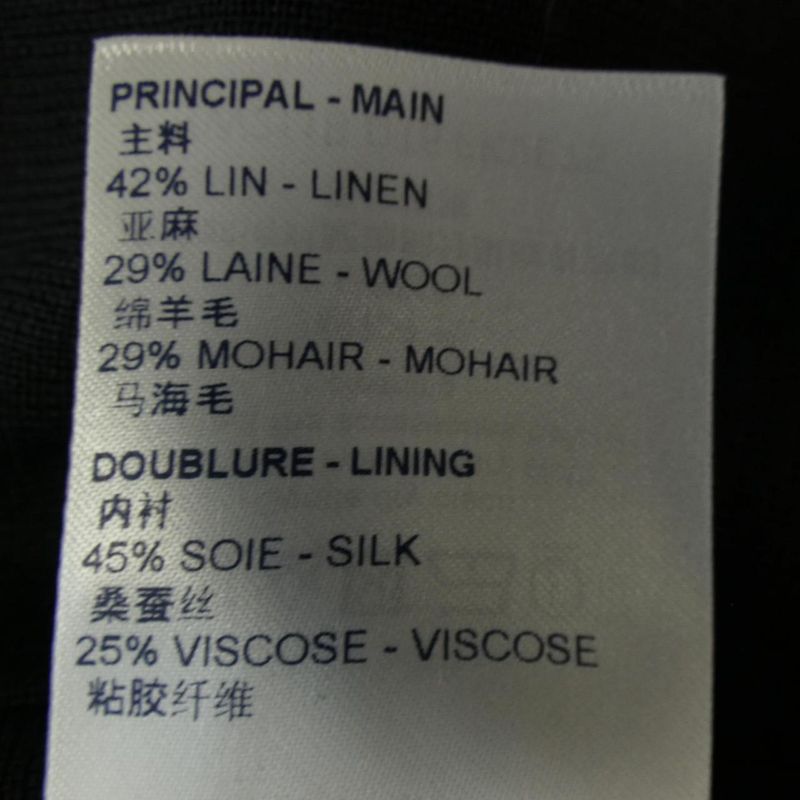 PRINCIPAL - MAIN
主料
42% LIN - LINEN
亚麻
29% LAINE - WOOL
绵羊毛
29% MOHAIR - MOHAIR
马海毛
DOUBLURE - LINING
内衬
45% SOIE - SILK
桑蚕丝
25% VISCOSE - VISCOSE
粘胶纤维